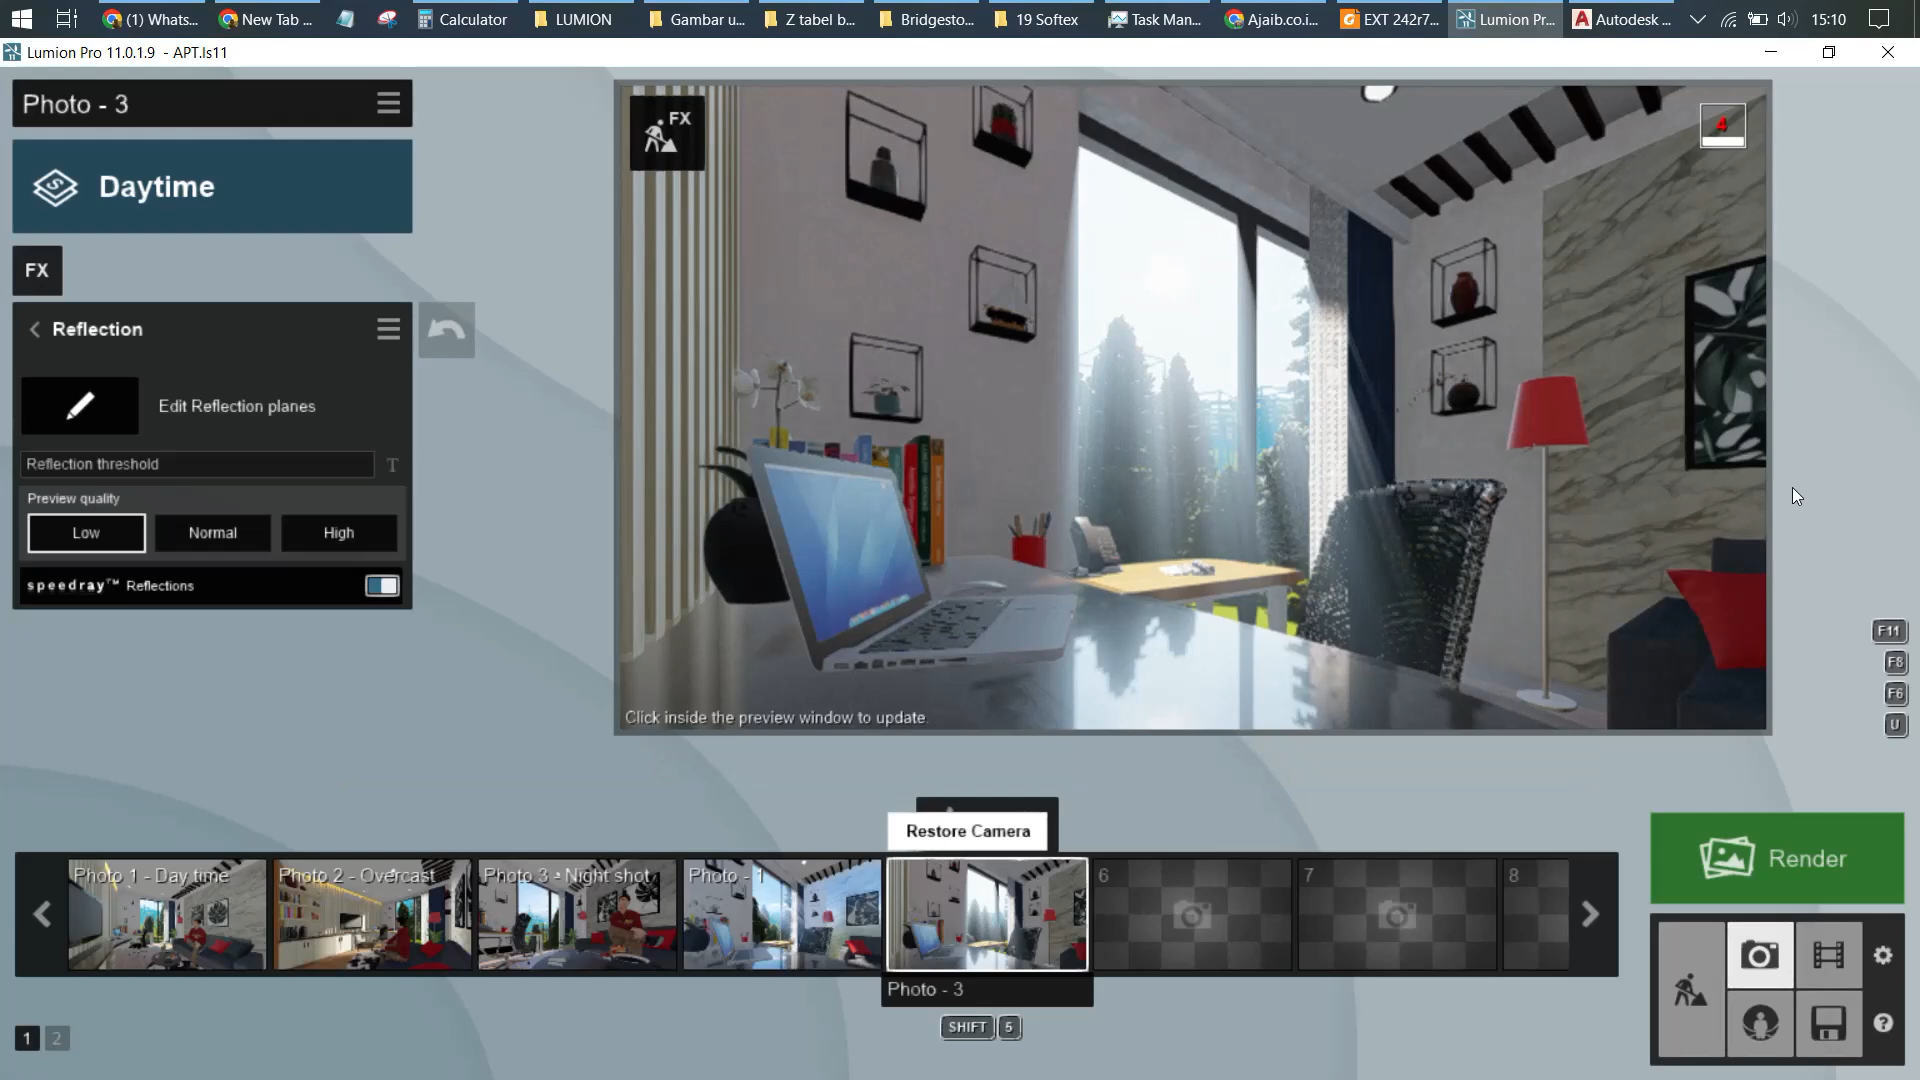 (1) Whats...
New Tab ...
Calculator
LUMION
Gambar u...
Z tabel b...
Bridgesto...
19 Softex
Task Man...
Ajaib.co.i...
EXT 242r7...
Lumion Pr...
Autodesk ...
15:10
Lumion Pro 11.0.1.9 - APT.ls11
Photo - 3
Daytime
FX
Reflection
Edit Reflection planes
Reflection threshold
T
Preview quality
Low Normal High
speedray™ Reflections
FX
4
Click inside the preview window to update.
F11
F8
F6
U
Restore Camera
Photo 1 - Day time
Photo 2 - Overcast
Photo 3 - Night shot
Photo - 1
6
7
8
Photo - 3
SHIFT 5
1 2
Render
?